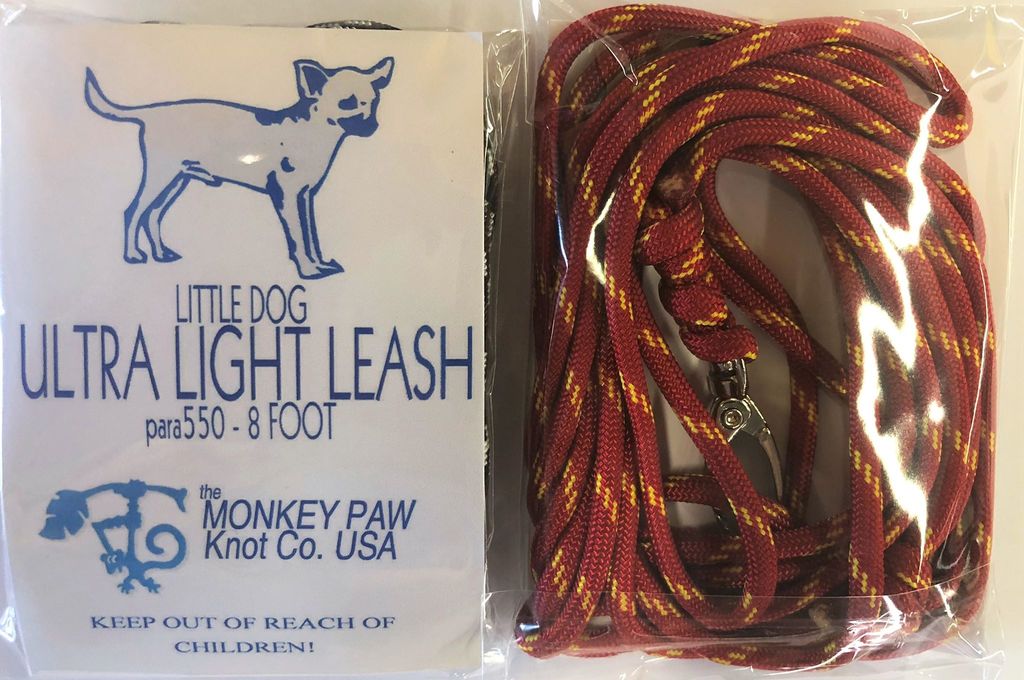 LITTLE DOG
ULTRA LIGHT LEASH
para550 - 8 FOOT
the
MONKEY PAW
Knot Co. USA
KEEP OUT OF REACH OF
CHILDREN!